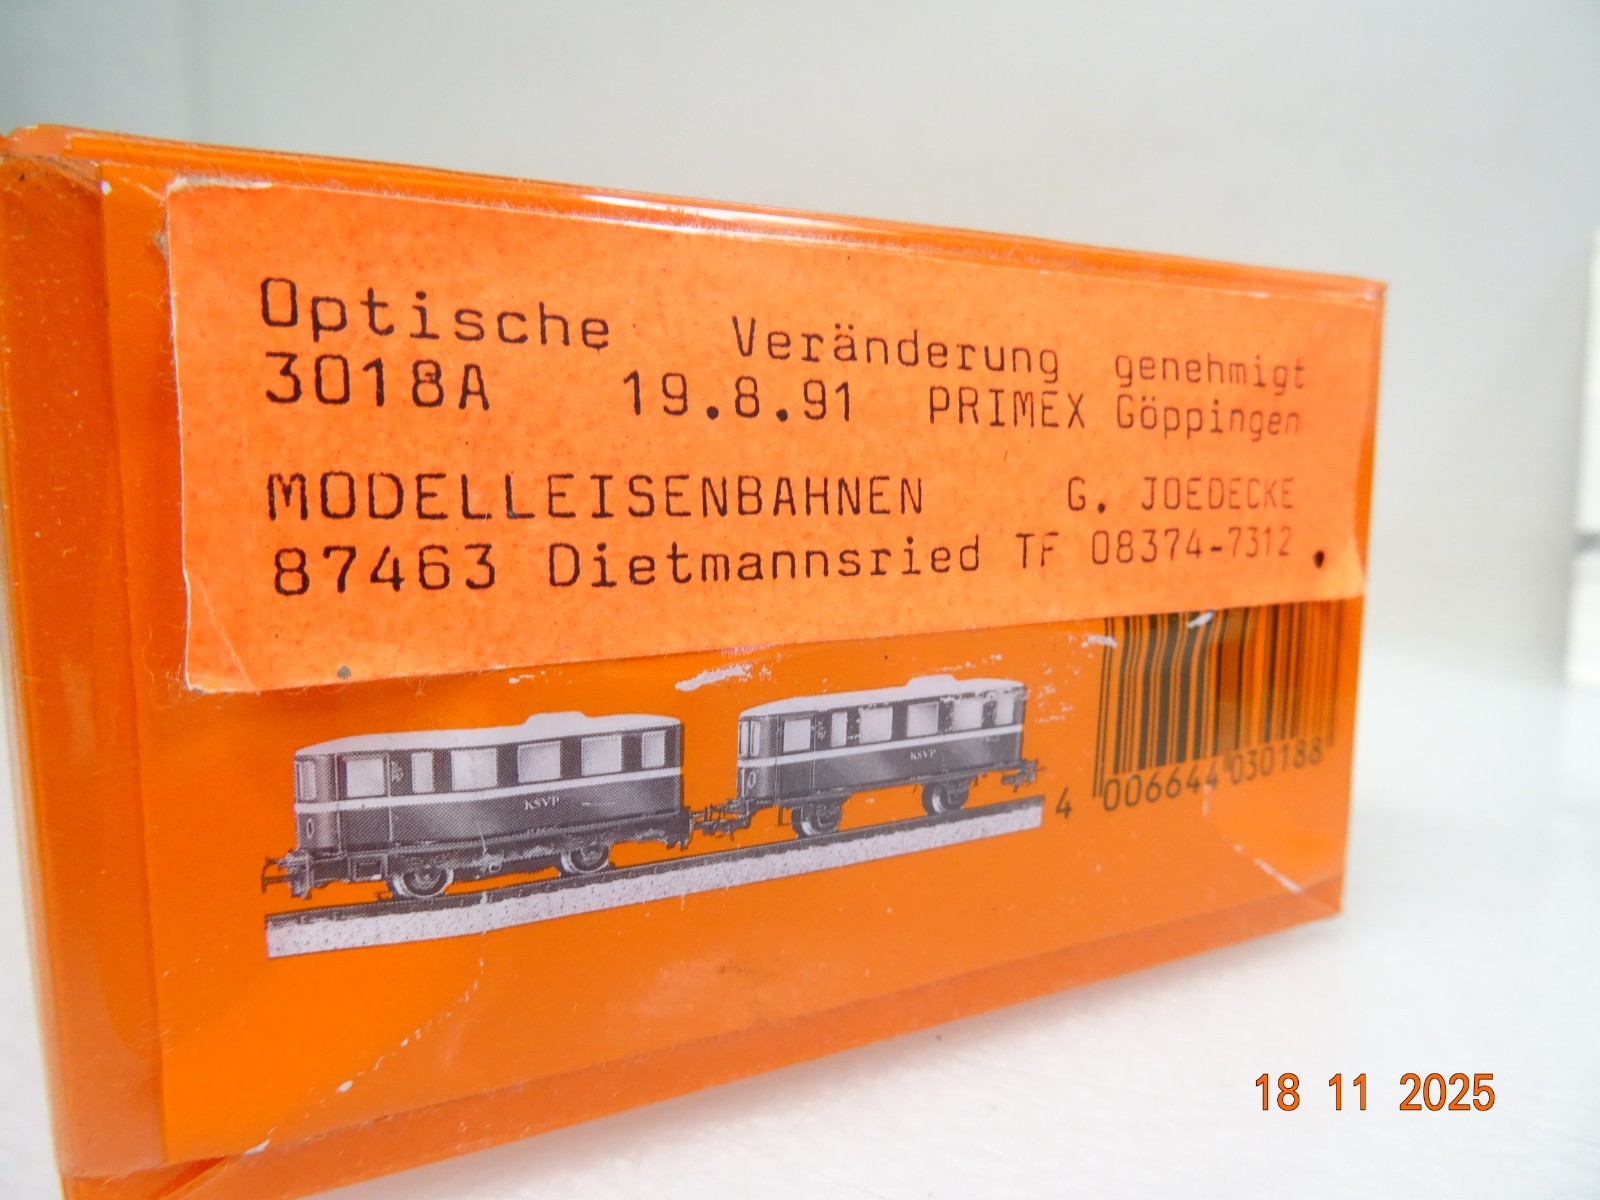 Optische Veränderung genehmigt
3018A 19.8.91 PRIMEX Göppingen
MODELLEISENBAHNEN G. JOEDECKE
87463 Dietmannsried TF 08374-7312 .
KSVP KSVP
4 006644 030188
18 11 2025